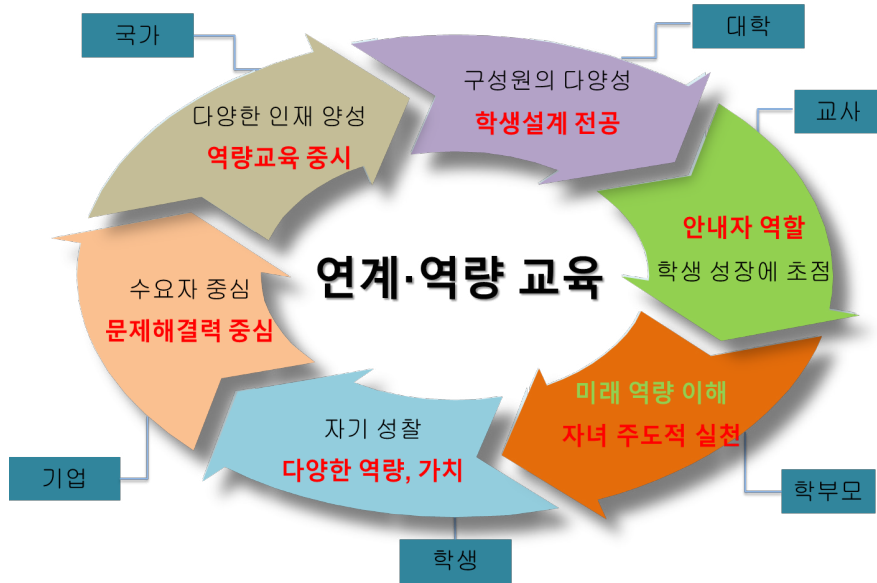 국가
대학
구성원의 다양성
학생설계 전공
다양한 인재 양성
역량교육 중시
교사
안내자 역할
학생 성장에 초점
연계·역량 교육
수요자 중심
문제해결력 중심
미래 역량 이해
자녀 주도적 실천
자기 성찰
다양한 역량, 가치
기업
학부모
학생